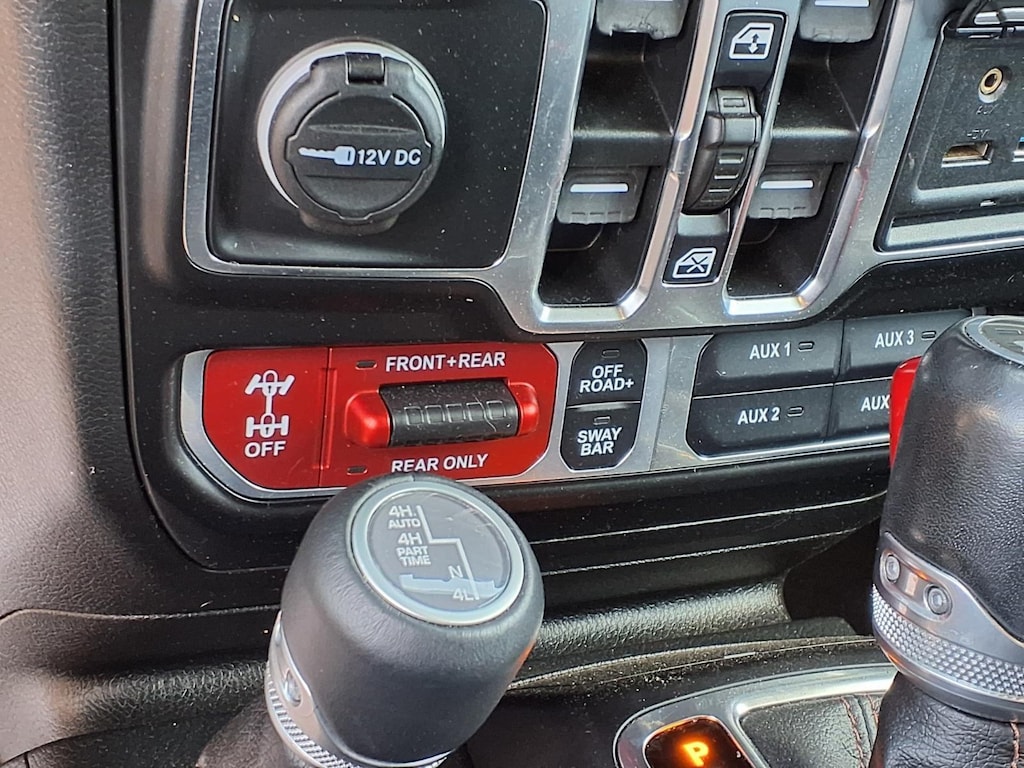 12V DC
FRONT+REAR
OFF
REAR ONLY
OFF
ROAD+
SWAY
BAR
AUX 1
AUX 3
AUX 2
AUX
4H
AUTO
4H
PART
TIME
N
4L
P